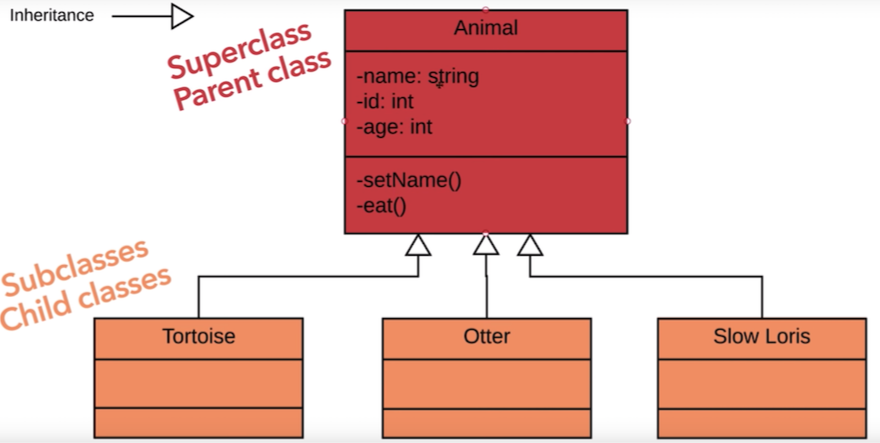 Inheritance
Superclass
Parent class
Animal
-name: string
-id: int
-age: int
-setName()
-eat()
Subclasses
Child classes
Tortoise
Otter
Slow Loris